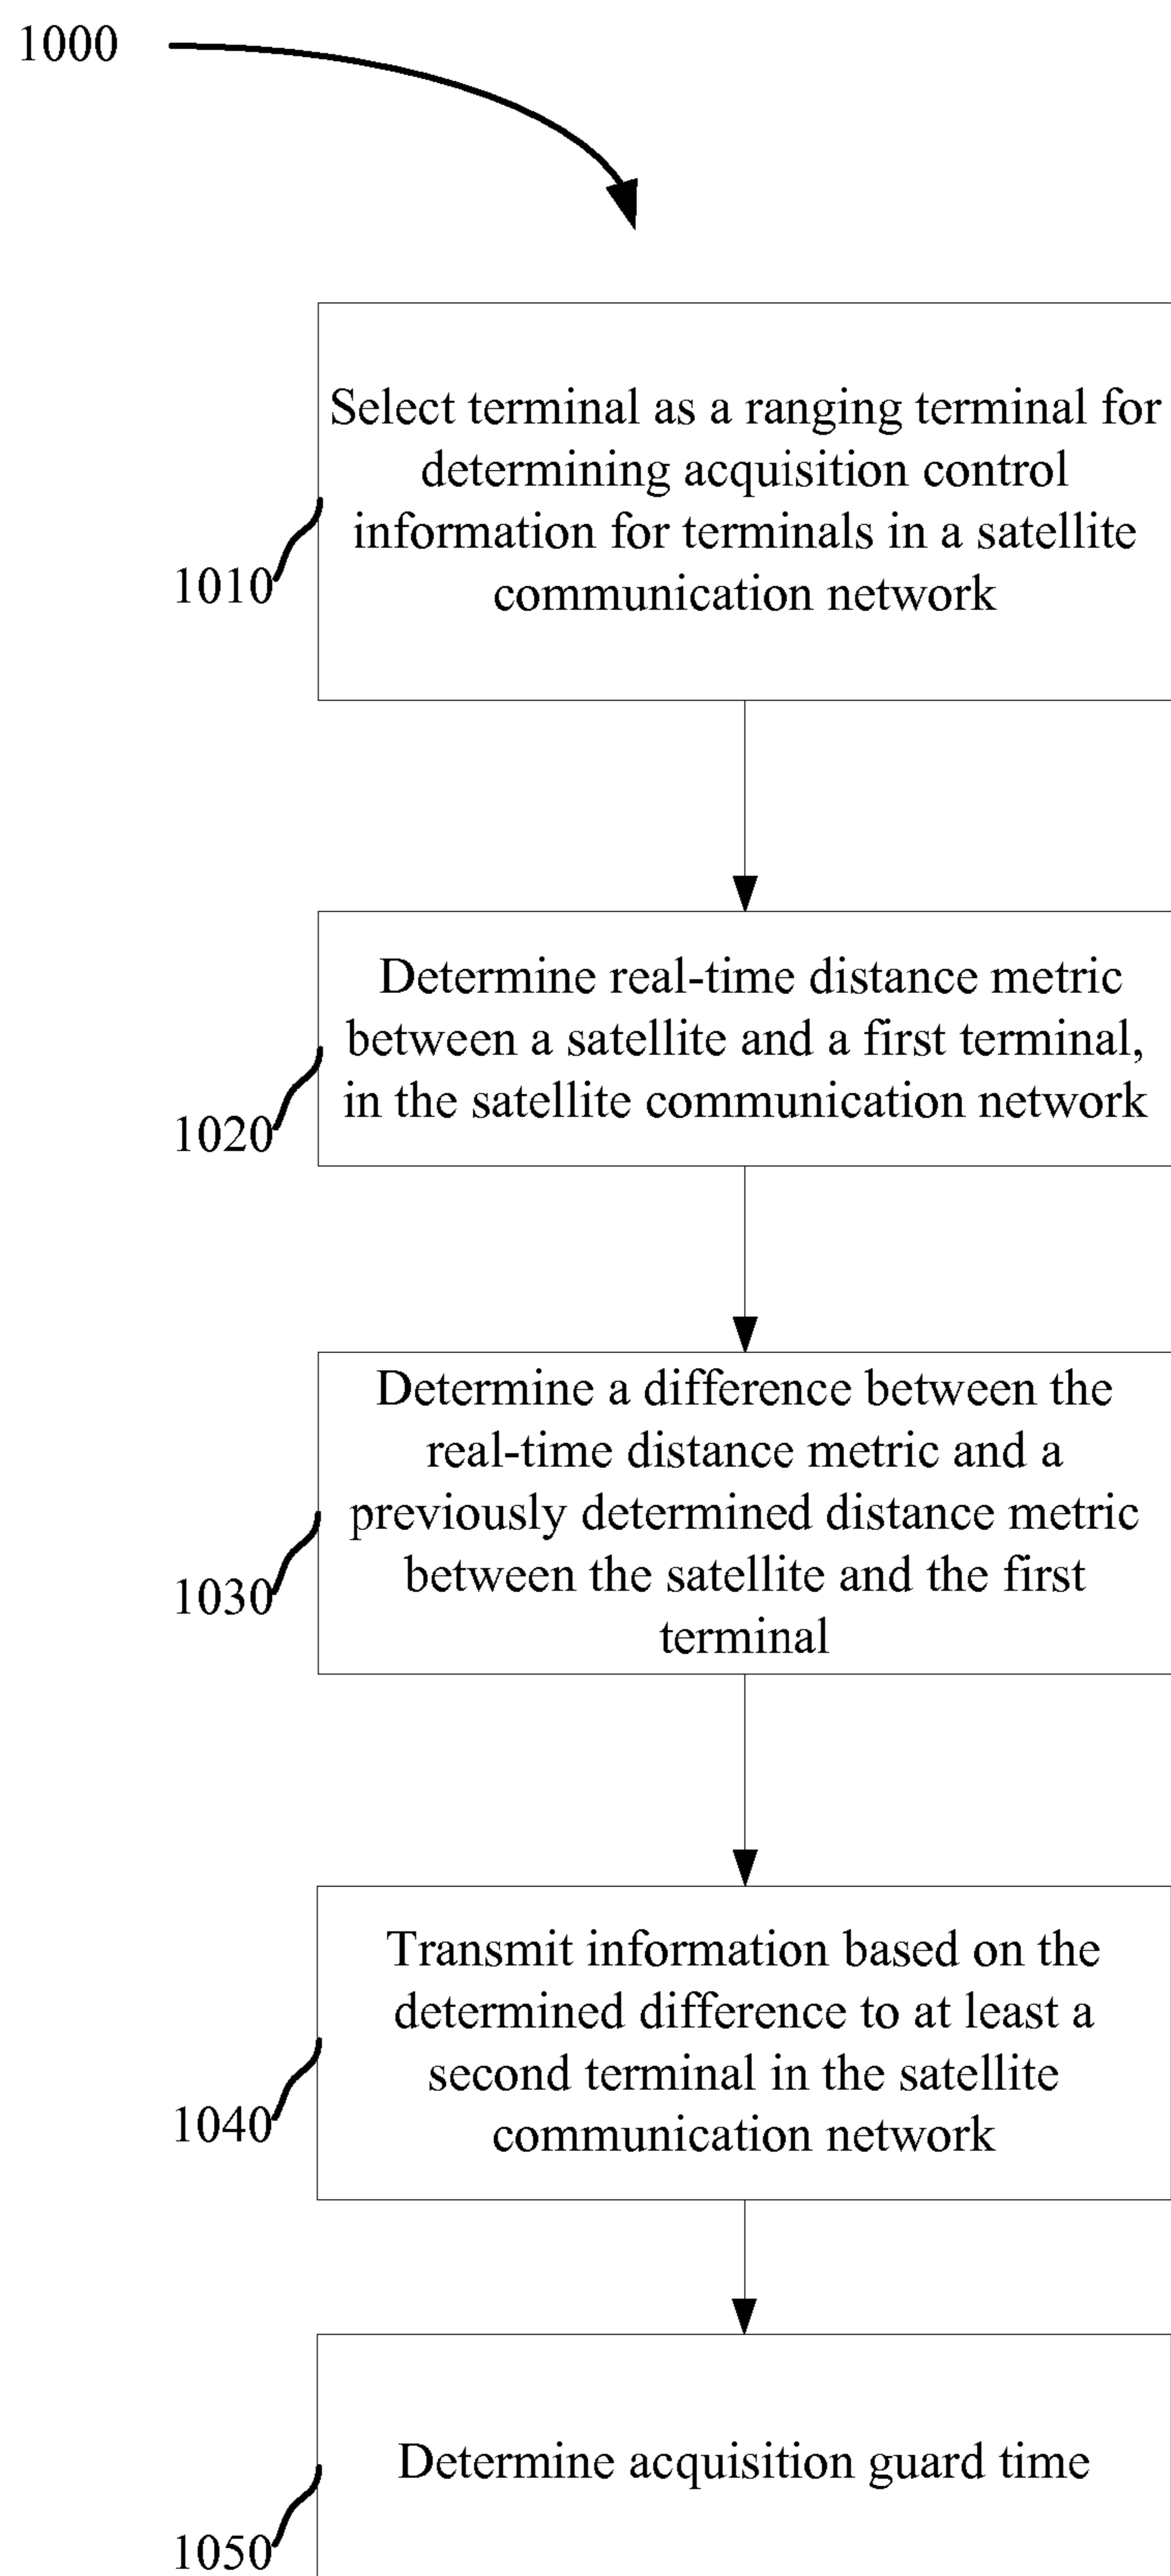 1000
Select terminal as a ranging terminal for
determining acquisition control
information for terminals in a satellite
communication network
1010
Determine real-time distance metric
between a satellite and a first terminal,
in the satellite communication network
1020
Determine a difference between the
real-time distance metric and a
previously determined distance metric
between the satellite and the first
terminal
1030
Transmit information based on the
determined difference to at least a
second terminal in the satellite
communication network
1040
Determine acquisition guard time
1050